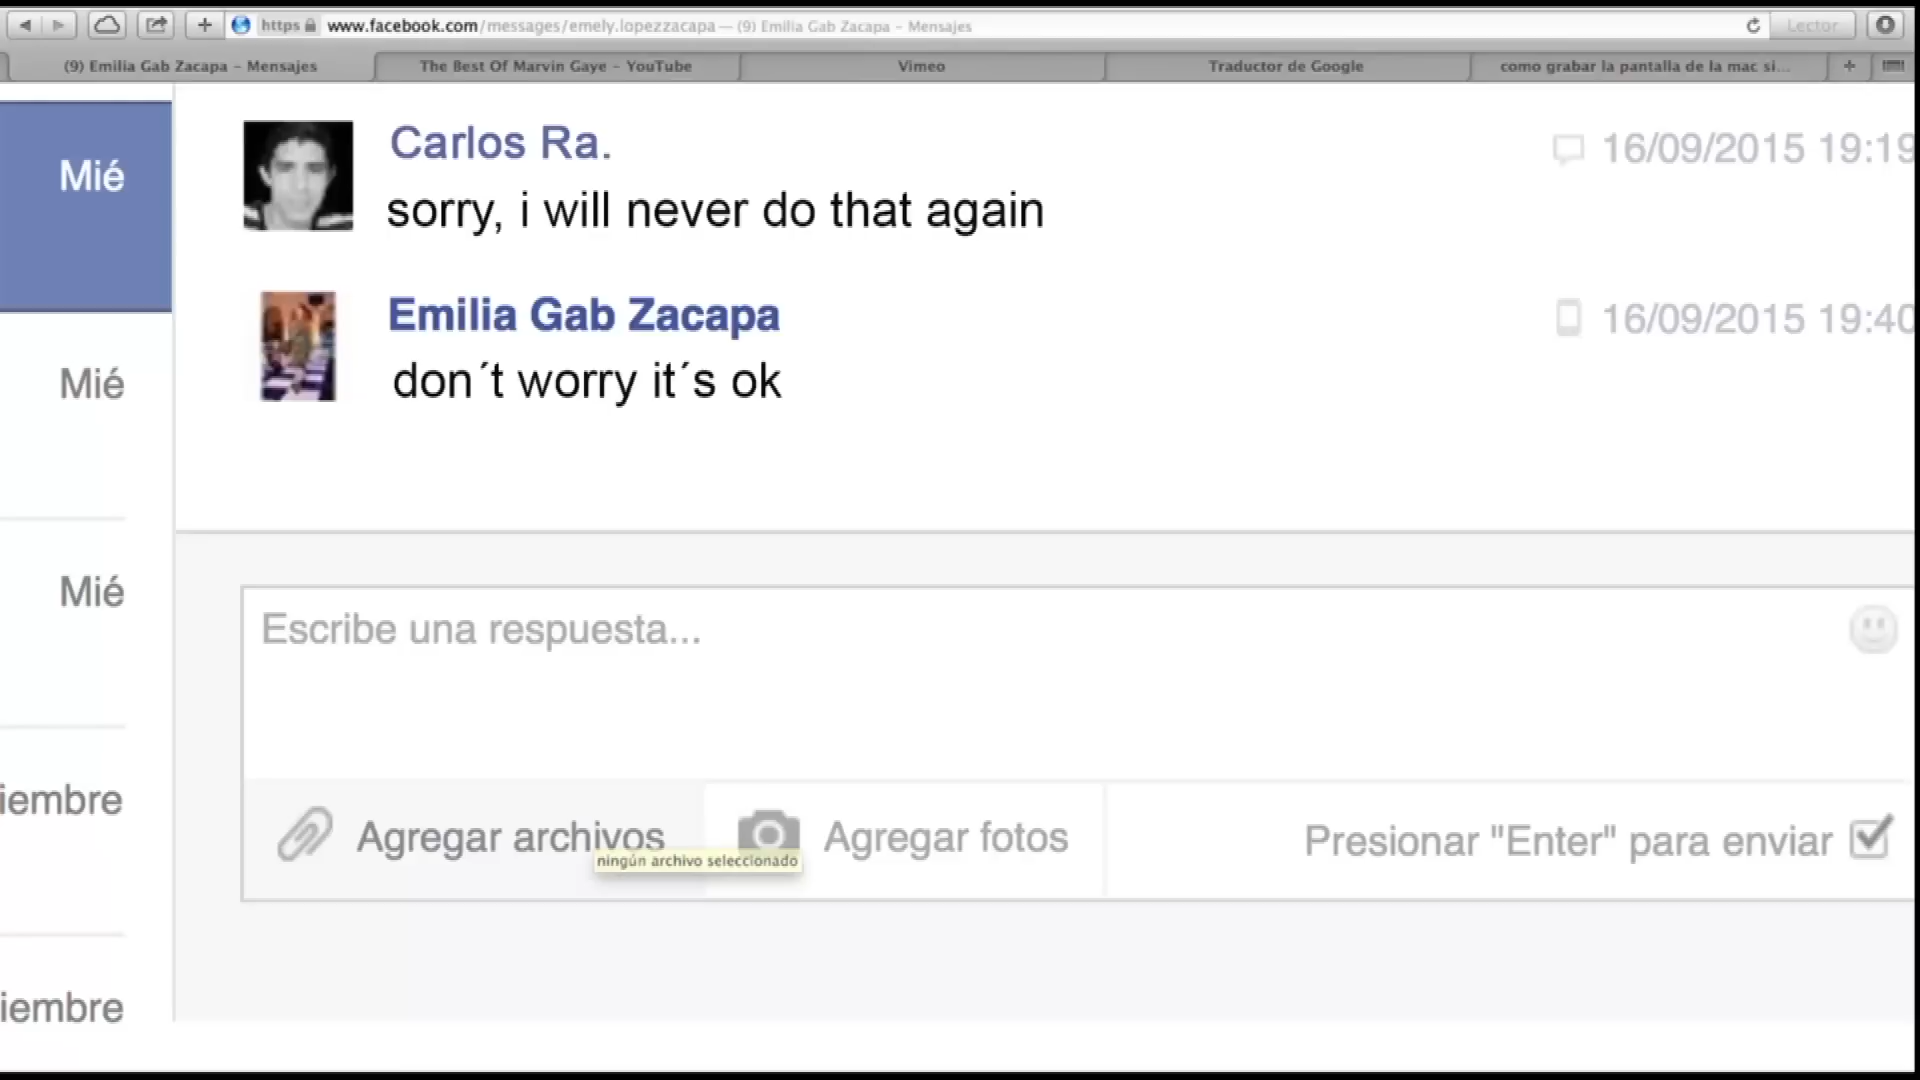 https www.facebook.com/messages/emely.lopezzacapa — (9) Emilia Gab Zacapa – Mensajes
Lector
(9) Emilia Gab Zacapa – Mensajes
The Best Of Marvin Gaye – YouTube
Vimeo
Traductor de Google
como grabar la pantalla de la mac si...
Mié
Mié
Mié
iembre
iembre
Carlos Ra.
16/09/2015 19:19
sorry, i will never do that again
Emilia Gab Zacapa
16/09/2015 19:40
don´t worry it´s ok
Escribe una respuesta...
Agregar archivos
ningún archivo seleccionado
Agregar fotos
Presionar "Enter" para enviar